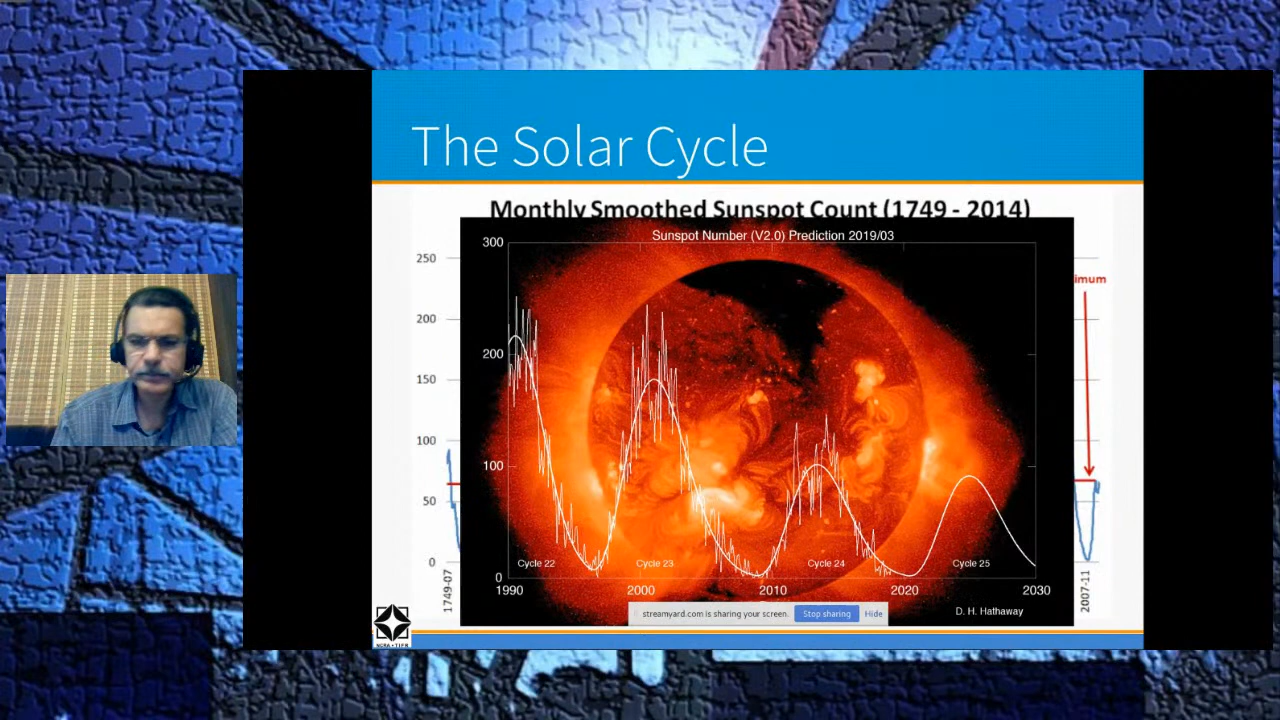 The Solar Cycle
Monthly Smoothed Sunspot Count (1749 - 2014)
Sunspot Number (V2.0) Prediction 2019/03
300
250
imum
200
200
150
100
100
50
Cycle 22
Cycle 23
Cycle 24
Cycle 25
0
0
1990
2000
2010
2020
2030
1749-07
2007-11
D. H. Hathaway
streamyard.com is sharing your screen.
Stop sharing
Hide
NCRA • TIFR